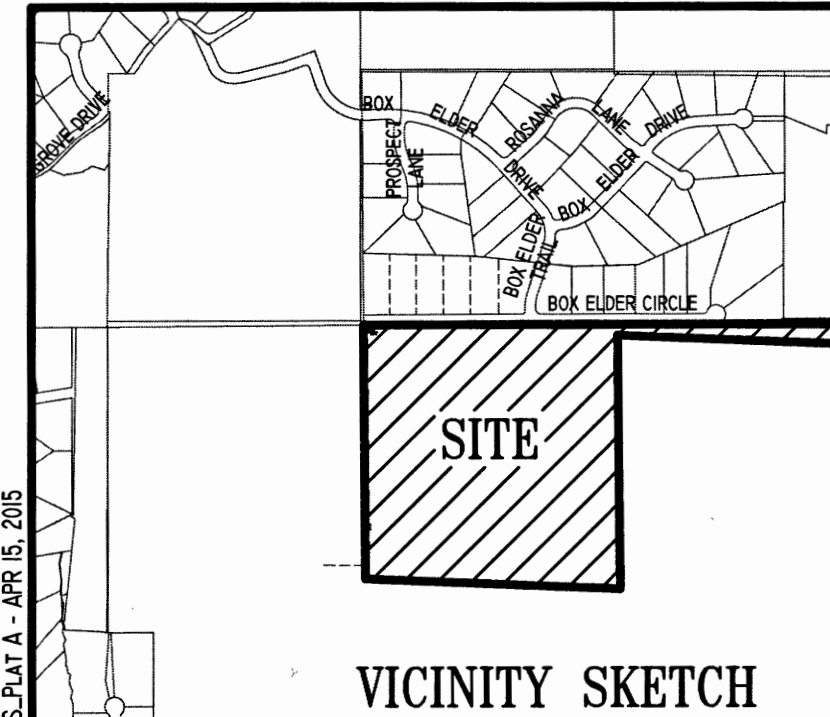 GROVE DRIVE
BOX ELDER DRIVE
PROSPECT LANE
ROSANNA LANE
BOX ELDER DRIVE
BOX ELDER TRAIL
BOX ELDER CIRCLE
SITE
S_PLAT A - APR 15, 2015
VICINITY SKETCH